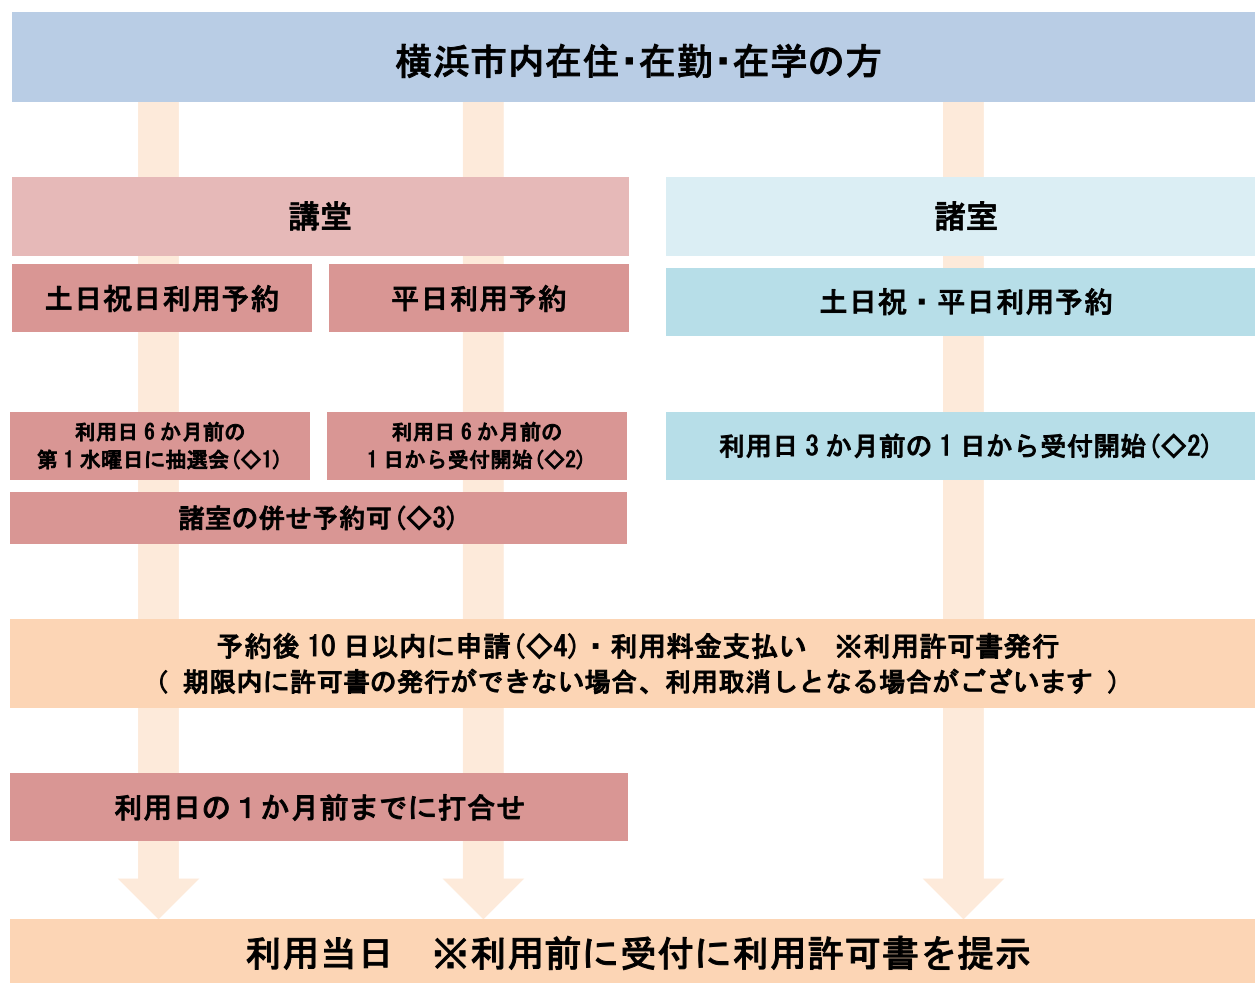 横浜市内在住・在勤・在学の方
講堂
諸室
土日祝日利用予約
平日利用予約
土日祝・平日利用予約
利用日6か月前の
第1水曜日に抽選会(◇1)
利用日6か月前の
1日から受付開始(◇2)
利用日3か月前の1日から受付開始(◇2)
諸室の併せ予約可(◇3)
予約後10日以内に申請(◇4)・利用料金支払い　※利用許可書発行
( 期限内に許可書の発行ができない場合、利用取消しとなる場合がございます )
利用日の1か月前までに打合せ
利用当日　※利用前に受付に利用許可書を提示